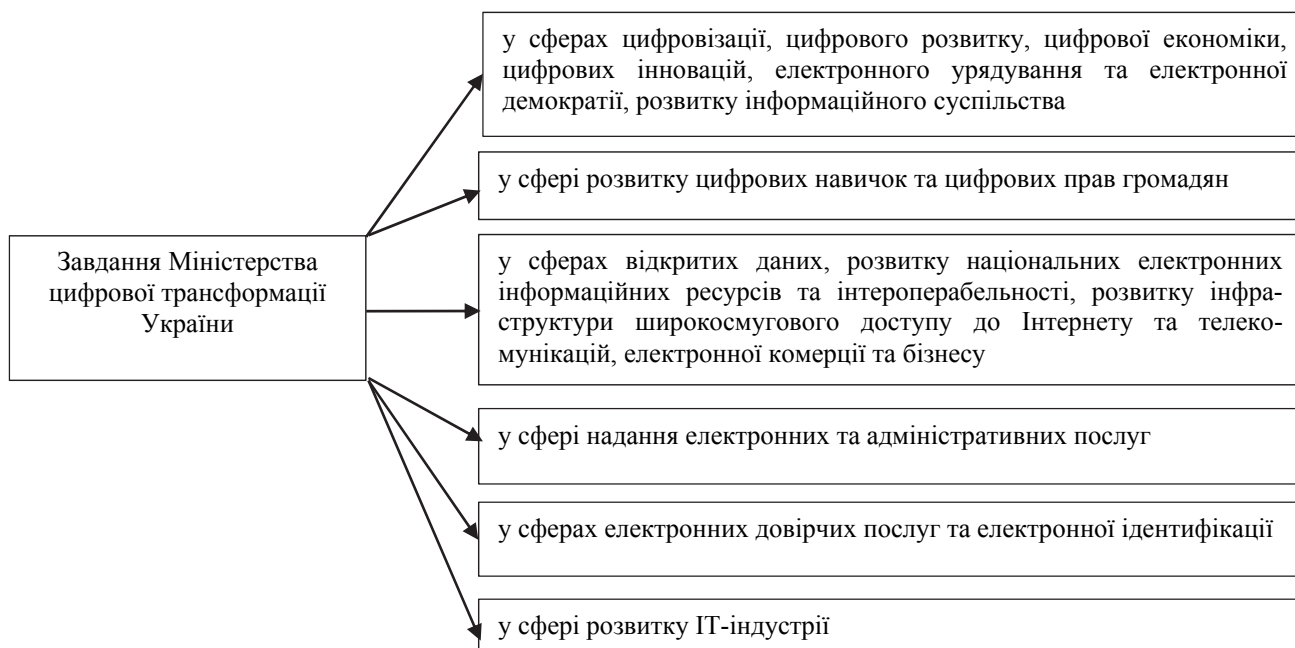 у сферах цифровізації, цифрового розвитку, цифрової економіки,
цифрових інновацій, електронного урядування та електронної
демократії, розвитку інформаційного суспільства
у сфері розвитку цифрових навичок та цифрових прав громадян
Завдання Міністерства
цифрової трансформації
України
у сферах відкритих даних, розвитку національних електронних
інформаційних ресурсів та інтероперабельності, розвитку інфра-
структури широкосмугового доступу до Інтернету та телеко-
мунікацій, електронної комерції та бізнесу
у сфері надання електронних та адміністративних послуг
у сферах електронних довірчих послуг та електронної ідентифікації
у сфері розвитку ІТ-індустрії